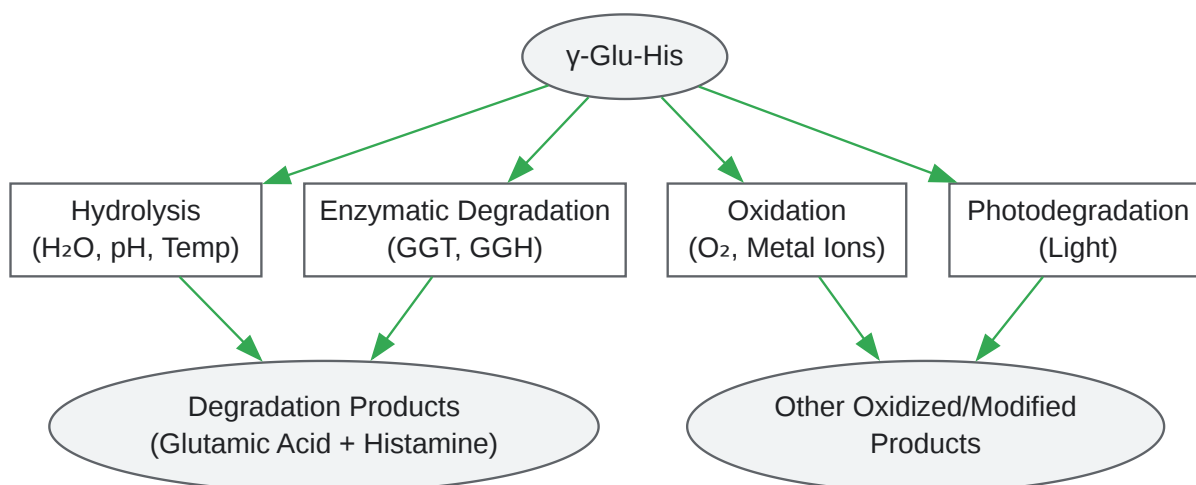 γ-Glu-His
Hydrolysis
(H₂O, pH, Temp)
Enzymatic Degradation
(GGT, GGH)
Oxidation
(O₂, Metal Ions)
Photodegradation
(Light)
Degradation Products
(Glutamic Acid + Histamine)
Other Oxidized/Modified
Products